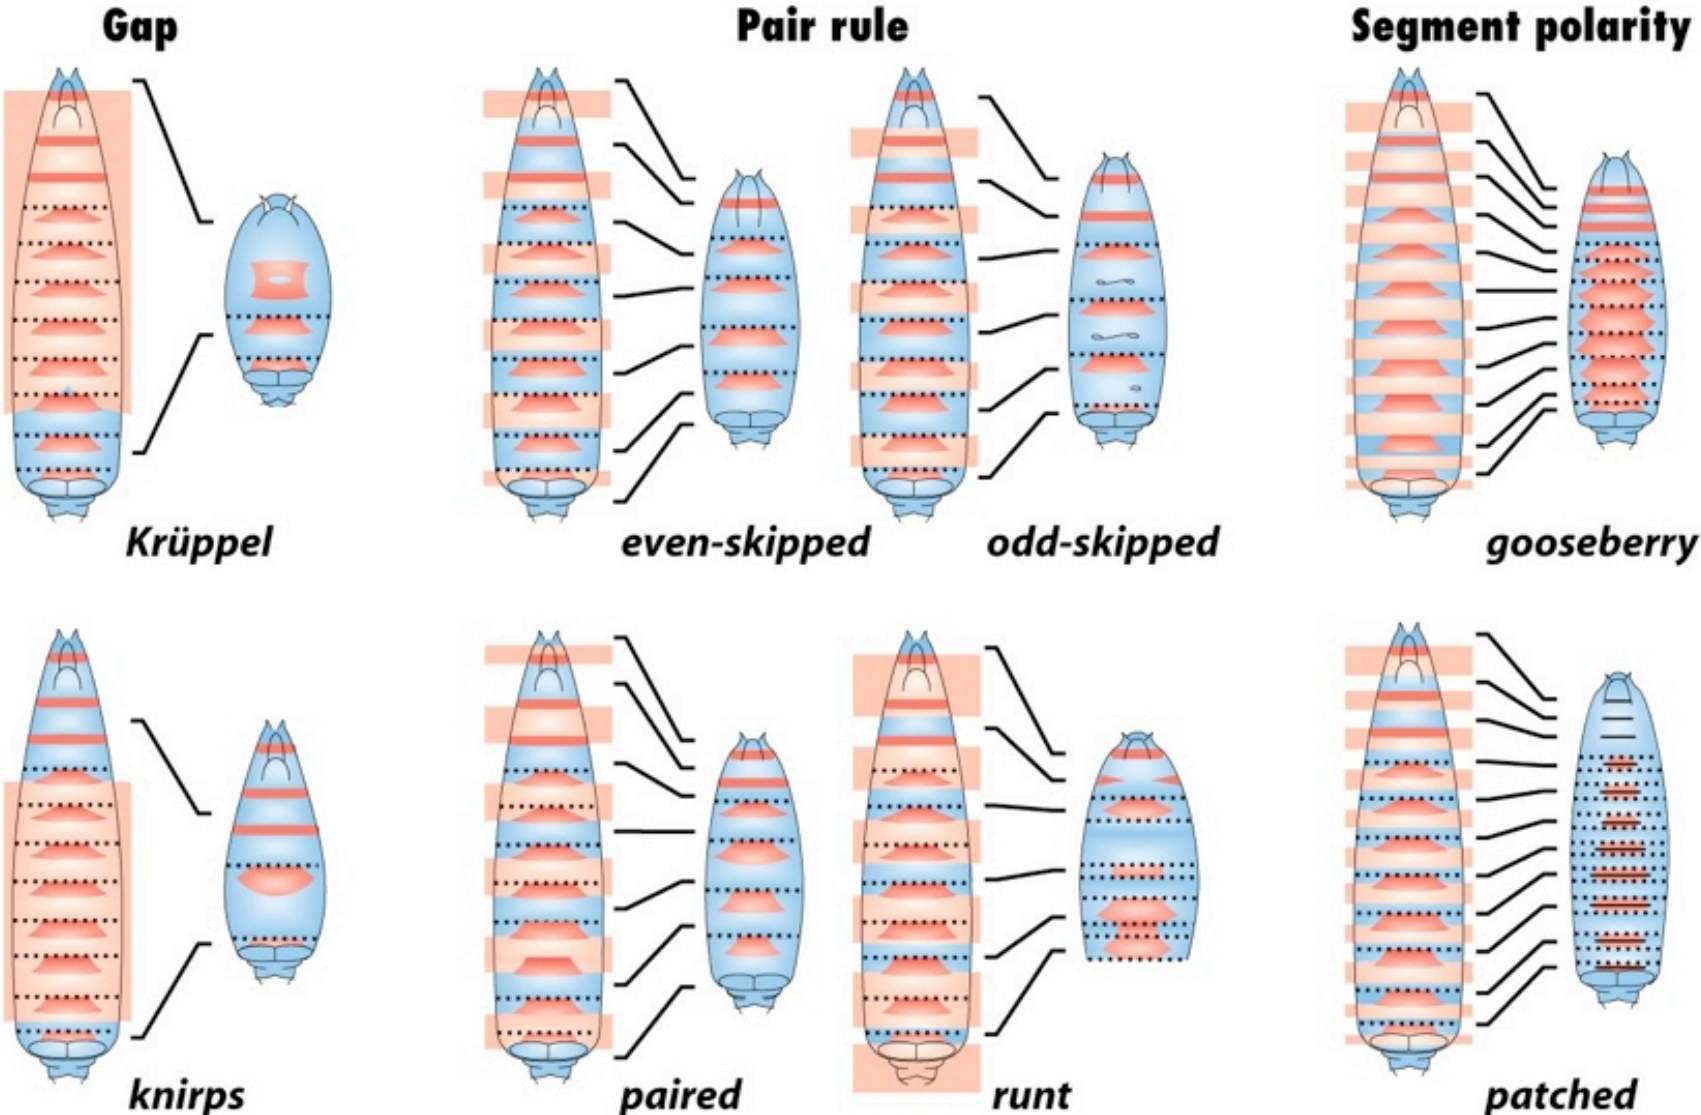 Gap
Pair rule
Segment polarity
Krüppel
even-skipped
odd-skipped
gooseberry
knirps
paired
runt
patched